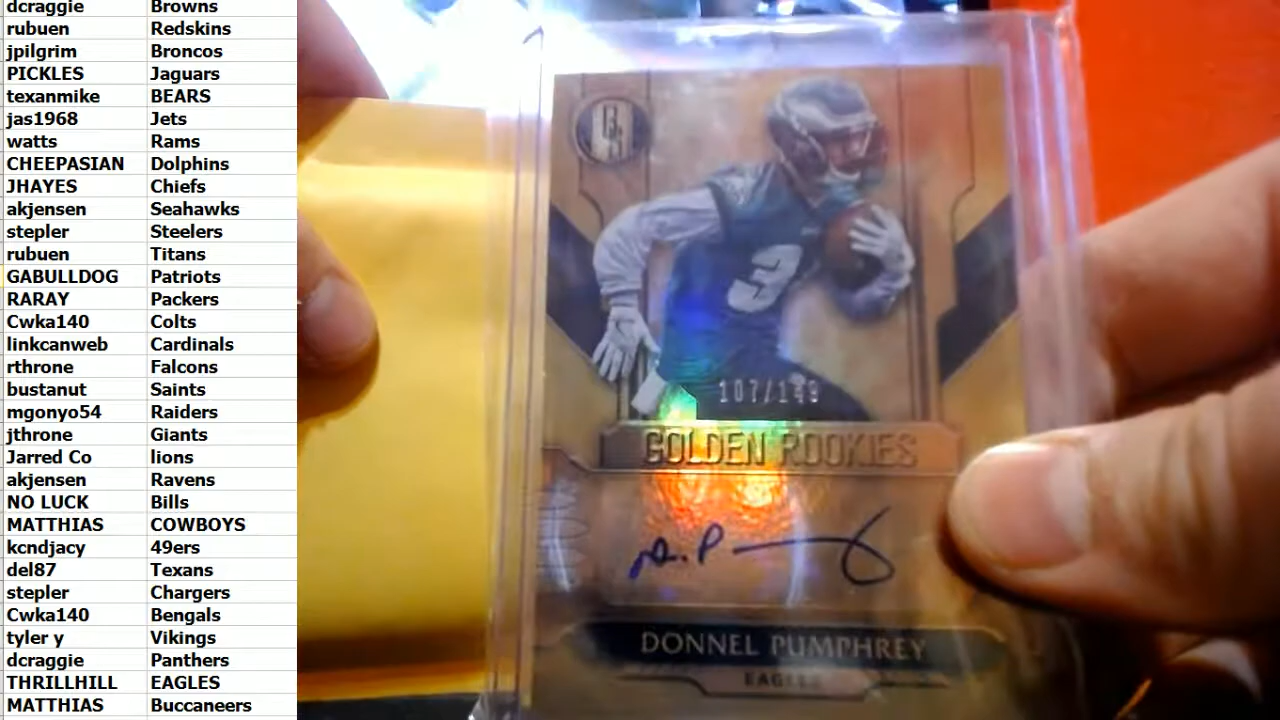 dcraggie Browns
rubuen Redskins
jpilgrim Broncos
PICKLES Jaguars
texanmike BEARS
jas1968 Jets
watts Rams
CHEEPASIAN Dolphins
JHAYES Chiefs
akjensen Seahawks
stepler Steelers
rubuen Titans
GABULLDOG Patriots
RARAY Packers
Cwka140 Colts
linkcanweb Cardinals
rthrone Falcons
bustanut Saints
mgonyo54 Raiders
jthrone Giants
Jarred Co lions
akjensen Ravens
NO LUCK Bills
MATTHIAS COWBOYS
kcndjacy 49ers
del87 Texans
stepler Chargers
Cwka140 Bengals
tyler y Vikings
dcraggie Panthers
THRILLHILL EAGLES
MATTHIAS Buccaneers
3
107/149
GOLDEN ROOKIES
DONNEL PUMPHREY
EAGLES